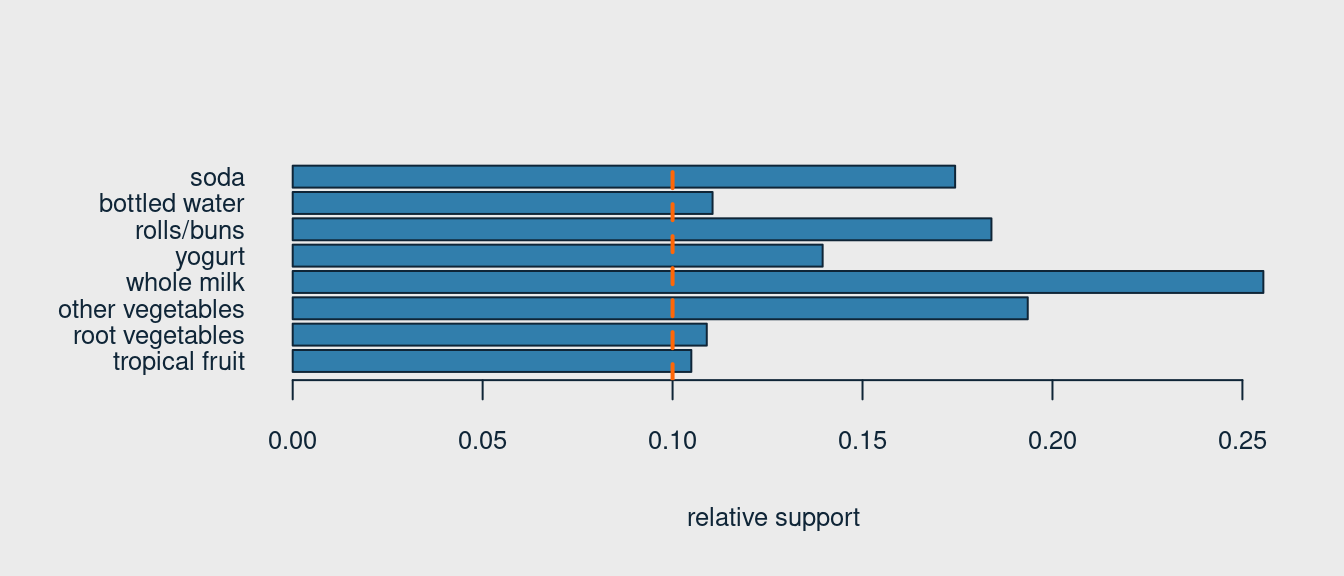 soda
bottled water
rolls/buns
yogurt
whole milk
other vegetables
root vegetables
tropical fruit
0.00 0.05 0.10 0.15 0.20 0.25
relative support